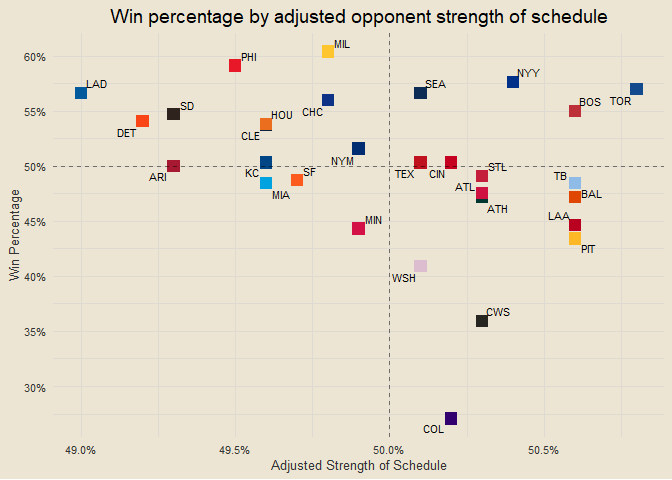 Win percentage by adjusted opponent strength of schedule
60%
MIL
PHI
NYY
LAD
SEA
BOS
TOR
55%
SD
CHC
HOU
DET
CLE
50%
NYM
STL
ARI
KC
SF
TEX
CIN
TB
MIA
ATL
BAL
45%
ATH
LAA
MIN
PIT
WSH
40%
CWS
35%
30%
COL
49.0%
49.5%
50.0%
50.5%
Adjusted Strength of Schedule
Win Percentage